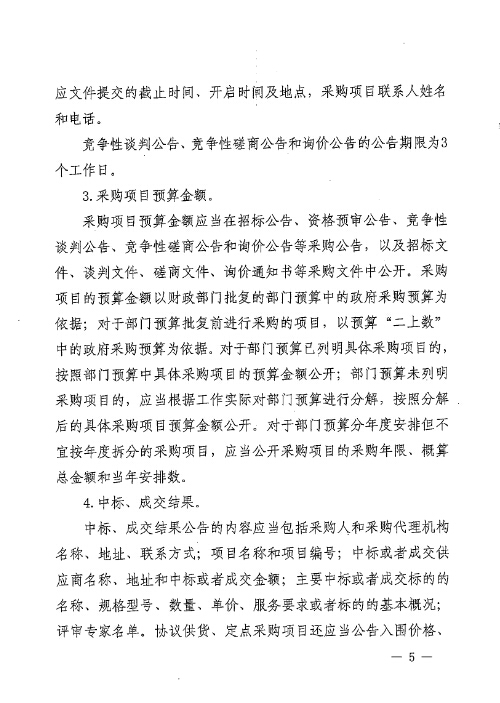 应文件提交的截止时间、开启时间及地点，采购项目联系人姓名
和电话。
竞争性谈判公告、竞争性磋商公告和询价公告的公告期限为3
个工作日。
3.采购项目预算金额。
采购项目预算金额应当在招标公告、资格预审公告、竞争性
谈判公告、竞争性磋商公告和询价公告等采购公告，以及招标文
件、谈判文件、磋商文件、询价通知书等采购文件中公开。采购
项目的预算金额以财政部门批复的部门预算中的政府采购预算为
依据；对于部门预算批复前进行采购的项目，以预算“二上数”
中的政府采购预算为依据。对于部门预算已列明具体采购项目的，
按照部门预算中具体采购项目的预算金额公开；部门预算未列明
采购项目的，应当根据工作实际对部门预算进行分解，按照分解
后的具体采购项目预算金额公开。对于部门预算分年度安排但不
宜按年度拆分的采购项目，应当公开采购项目的采购年限、概算
总金额和当年安排数。
4.中标、成交结果。
中标、成交结果公告的内容应当包括采购人和采购代理机构
名称、地址、联系方式；项目名称和项目编号；中标或者成交供
应商名称、地址和中标或者成交金额；主要中标或者成交标的的
名称、规格型号、数量、单价、服务要求或者标的的基本概况；
评审专家名单。协议供货、定点采购项目还应当公告入围价格、
— 5 —